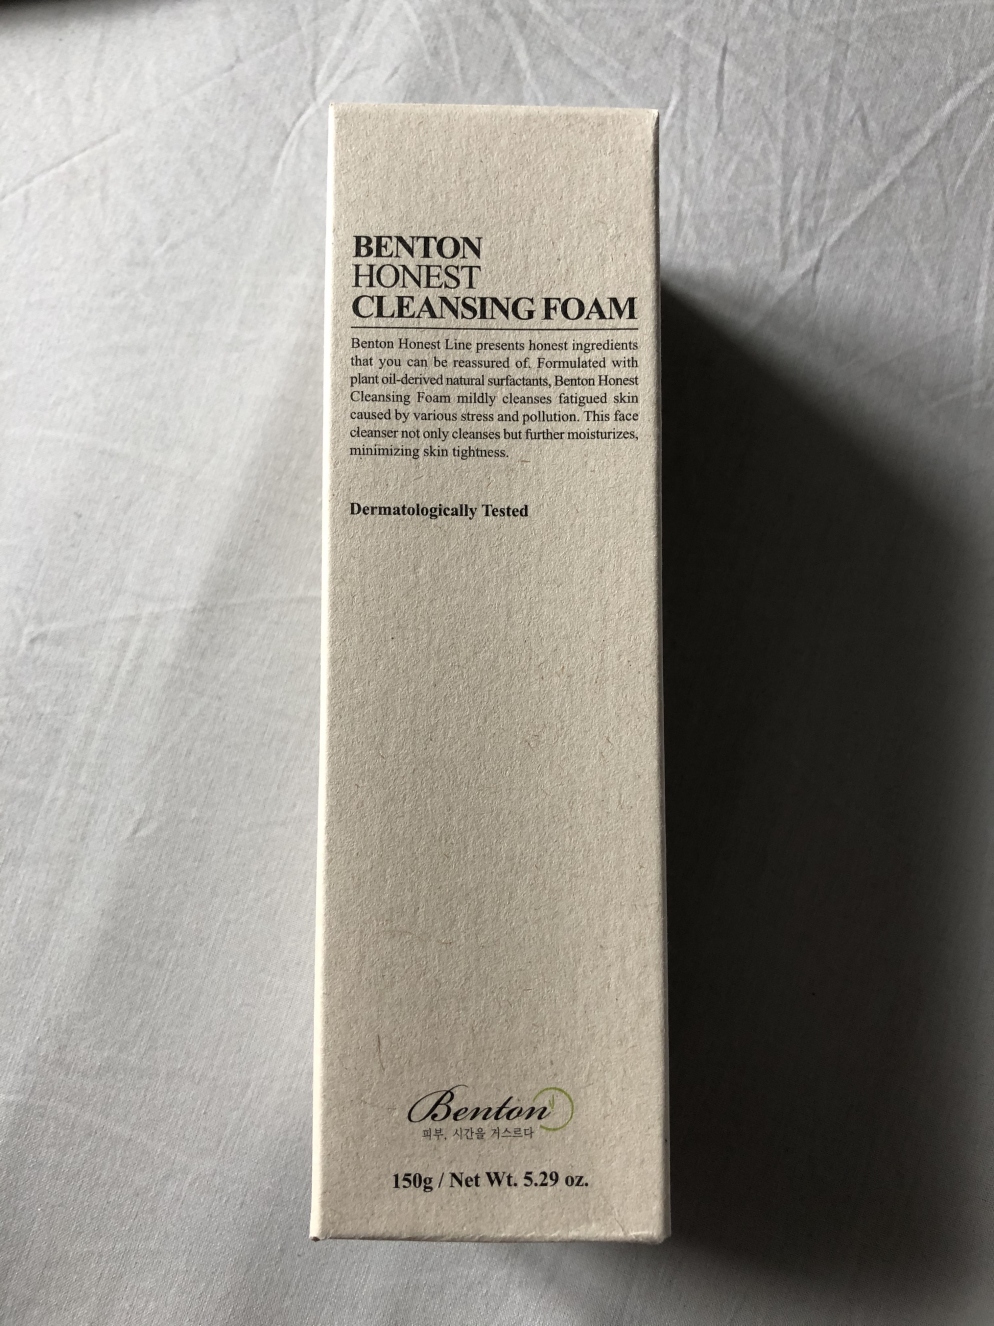 BENTON
HONEST
CLEANSING FOAM
Benton Honest Line presents honest ingredients
that you can be reassured of. Formulated with
plant oil-derived natural surfactants, Benton Honest
Cleansing Foam mildly cleanses fatigued skin
caused by various stress and pollution. This face
cleanser not only cleanses but further moisturizes,
minimizing skin tightness.
Dermatologically Tested
Benton
피부, 시간을 거스르다
150g / Net Wt. 5.29 oz.